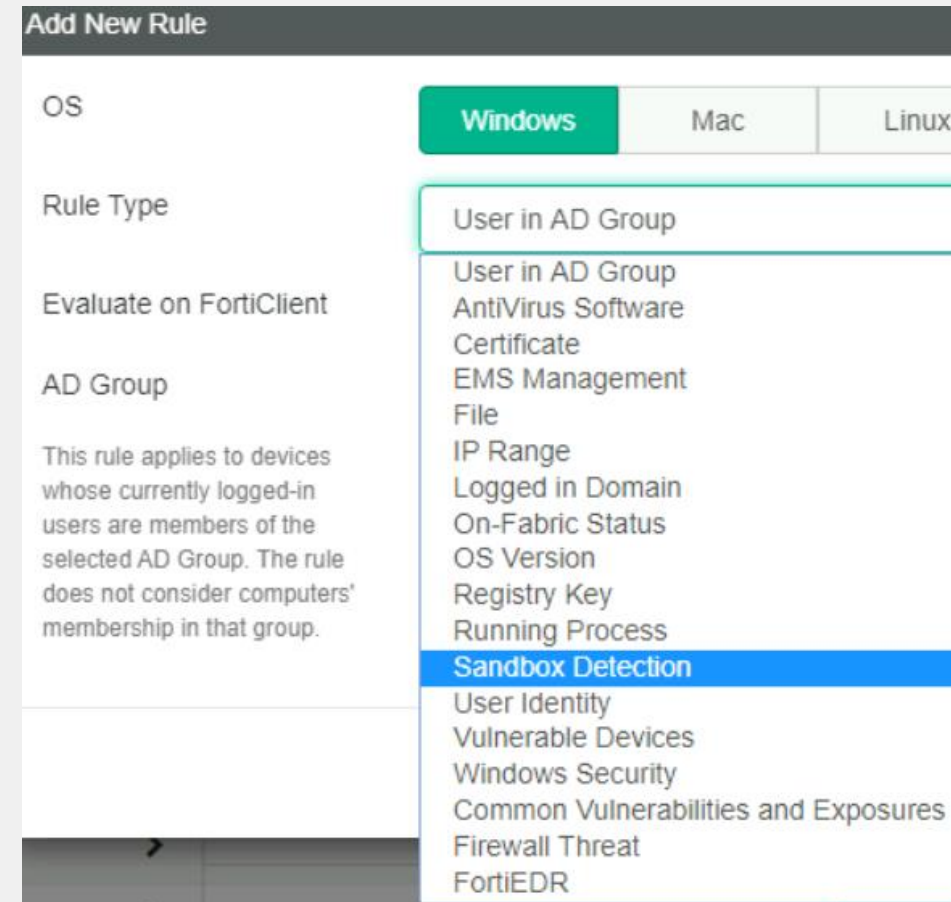 Add New Rule
OS
Windows
Mac
Linux
Rule Type
User in AD Group
User in AD Group
AntiVirus Software
Certificate
EMS Management
File
IP Range
Logged in Domain
On-Fabric Status
OS Version
Registry Key
Running Process
Sandbox Detection
User Identity
Vulnerable Devices
Windows Security
Common Vulnerabilities and Exposures
Firewall Threat
FortiEDR
Evaluate on FortiClient
AD Group
This rule applies to devices
whose currently logged-in
users are members of the
selected AD Group. The rule
does not consider computers'
membership in that group.